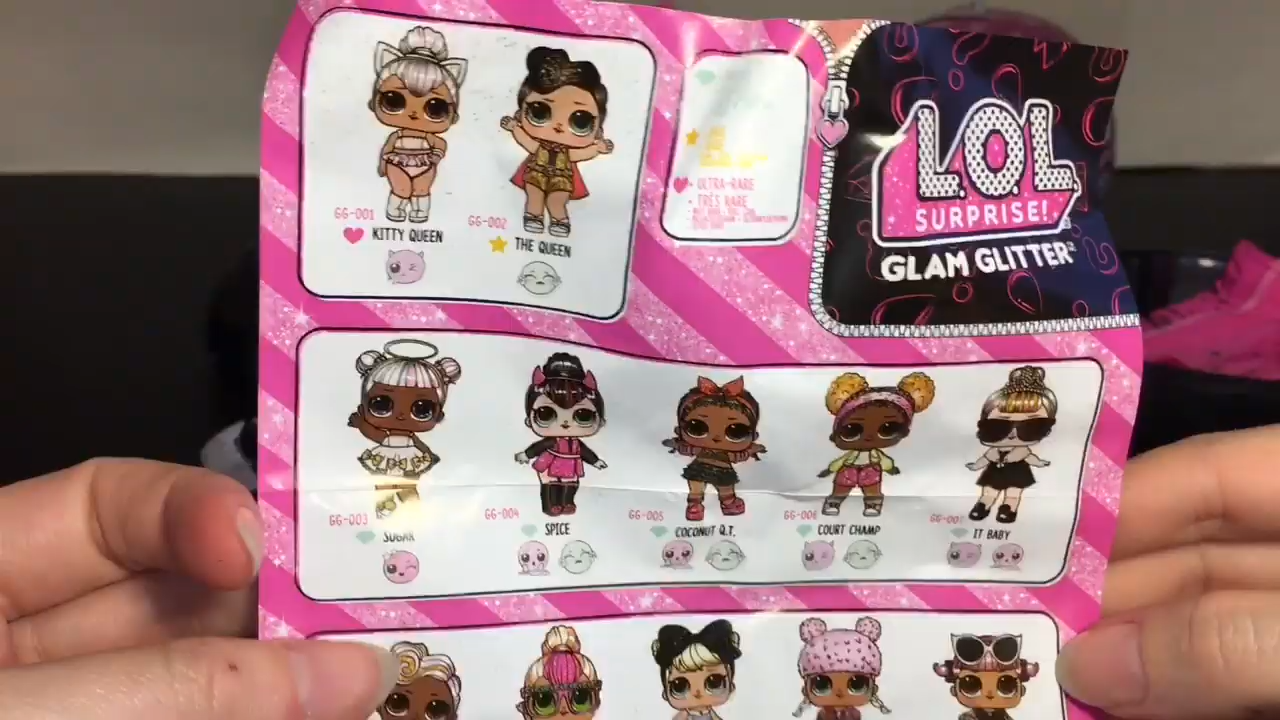 GG-001
KITTY QUEEN
GG-002
THE QUEEN
- ULTRA-RARE
- TRÈS RARE
L.O.L.
SURPRISE!
GLAM GLITTER
GG-003
SUGAR
GG-004
SPICE
GG-005
COCONUT Q.T.
GG-006
COURT CHAMP
GG-007
IT BABY